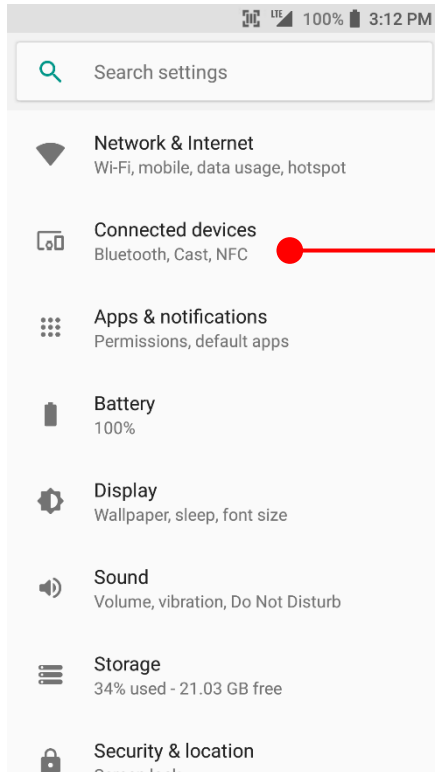 LTE 100% 3:12 PM
Search settings
Network & Internet
Wi-Fi, mobile, data usage, hotspot
Connected devices
Bluetooth, Cast, NFC
Apps & notifications
Permissions, default apps
Battery
100%
Display
Wallpaper, sleep, font size
Sound
Volume, vibration, Do Not Disturb
Storage
34% used - 21.03 GB free
Security & location